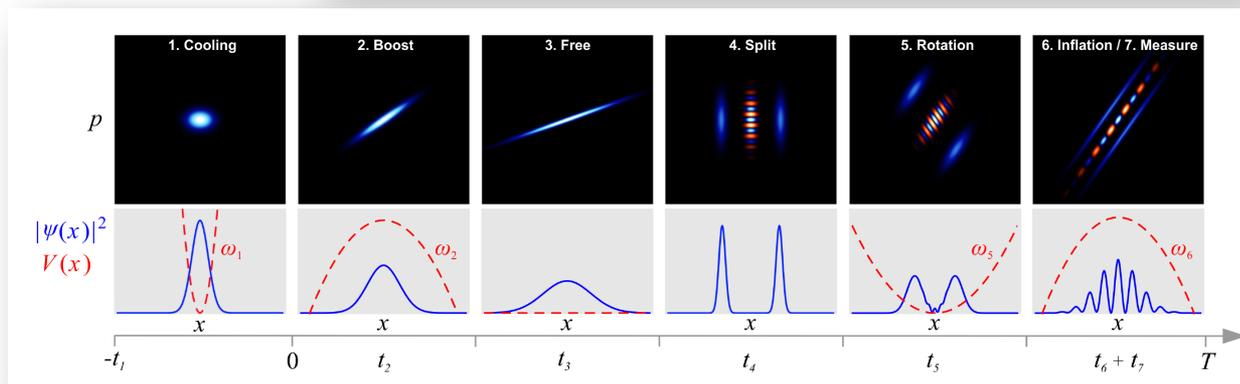 1. Cooling 2. Boost 3. Free 4. Split 5. Rotation 6. Inflation / 7. Measure
p
|ψ(x)|²
V(x)
ω₁ ω₂ ω₅ ω₆
x x x x x x
-t₁ 0 t₂ t₃ t₄ t₅ t₆ + t₇ T